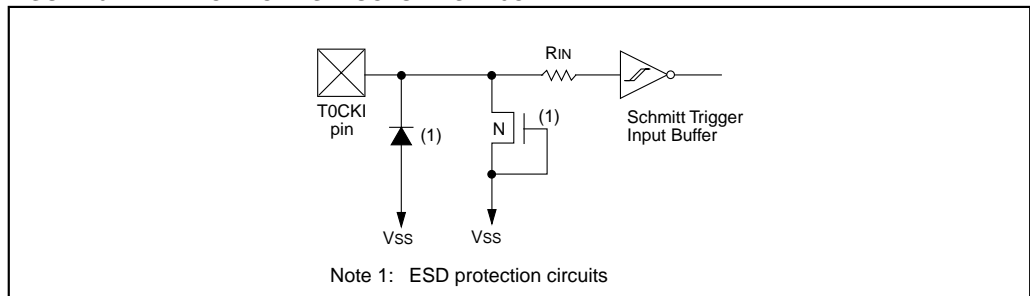 RIN
T0CKI
pin
(1)
N
(1)
Schmitt Trigger
Input Buffer
VSS
VSS
Note 1: ESD protection circuits